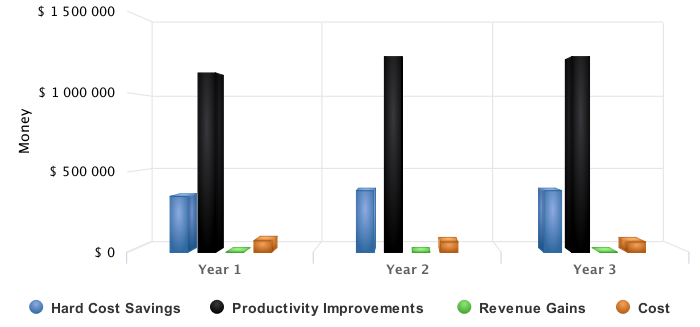 $ 1 500 000
$ 1 000 000
$ 500 000
$ 0
Money
Year 1
Year 2
Year 3
Hard Cost Savings
Productivity Improvements
Revenue Gains
Cost